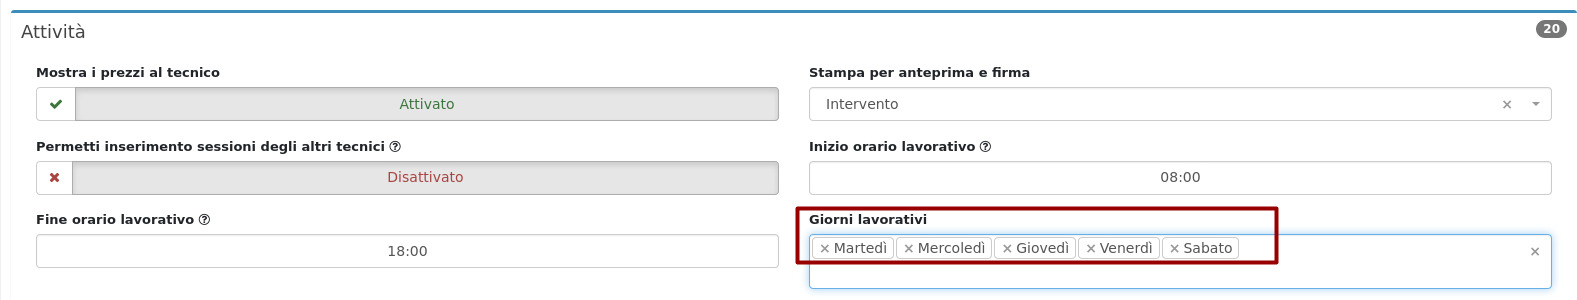 Attività
20
Mostra i prezzi al tecnico
Attivato
Stampa per anteprima e firma
Intervento
Permetti inserimento sessioni degli altri tecnici
Disattivato
Inizio orario lavorativo
08:00
Fine orario lavorativo
18:00
Giorni lavorativi
× Martedì × Mercoledì × Giovedì × Venerdì × Sabato